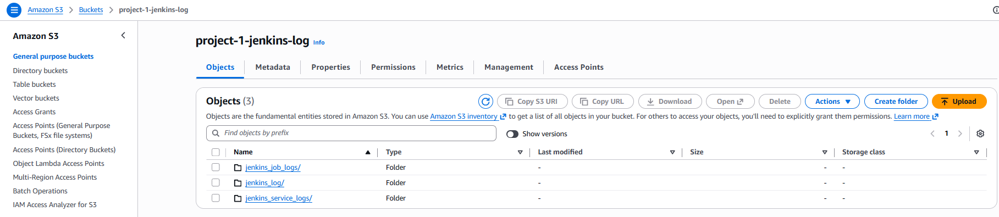 Amazon S3 > Buckets > project-1-jenkins-log
Amazon S3
General purpose buckets
Directory buckets
Table buckets
Vector buckets
Access Grants
Access Points (General Purpose
Buckets, FSx file systems)
Access Points (Directory Buckets)
Object Lambda Access Points
Multi-Region Access Points
Batch Operations
IAM Access Analyzer for S3
project-1-jenkins-log Info
Objects Metadata Properties Permissions Metrics Management Access Points
Objects (3) Copy S3 URI Copy URL Download Open Delete Actions Create folder Upload
Objects are the fundamental entities stored in Amazon S3. You can use Amazon S3 inventory to get a list of all objects in your bucket. For others to access your objects, you'll need to explicitly grant them permissions. Learn more
Find objects by prefix Show versions 1
Name Type Last modified Size Storage class
jenkins_job_logs/ Folder - - -
jenkins_log/ Folder - - -
jenkins_service_logs/ Folder - - -